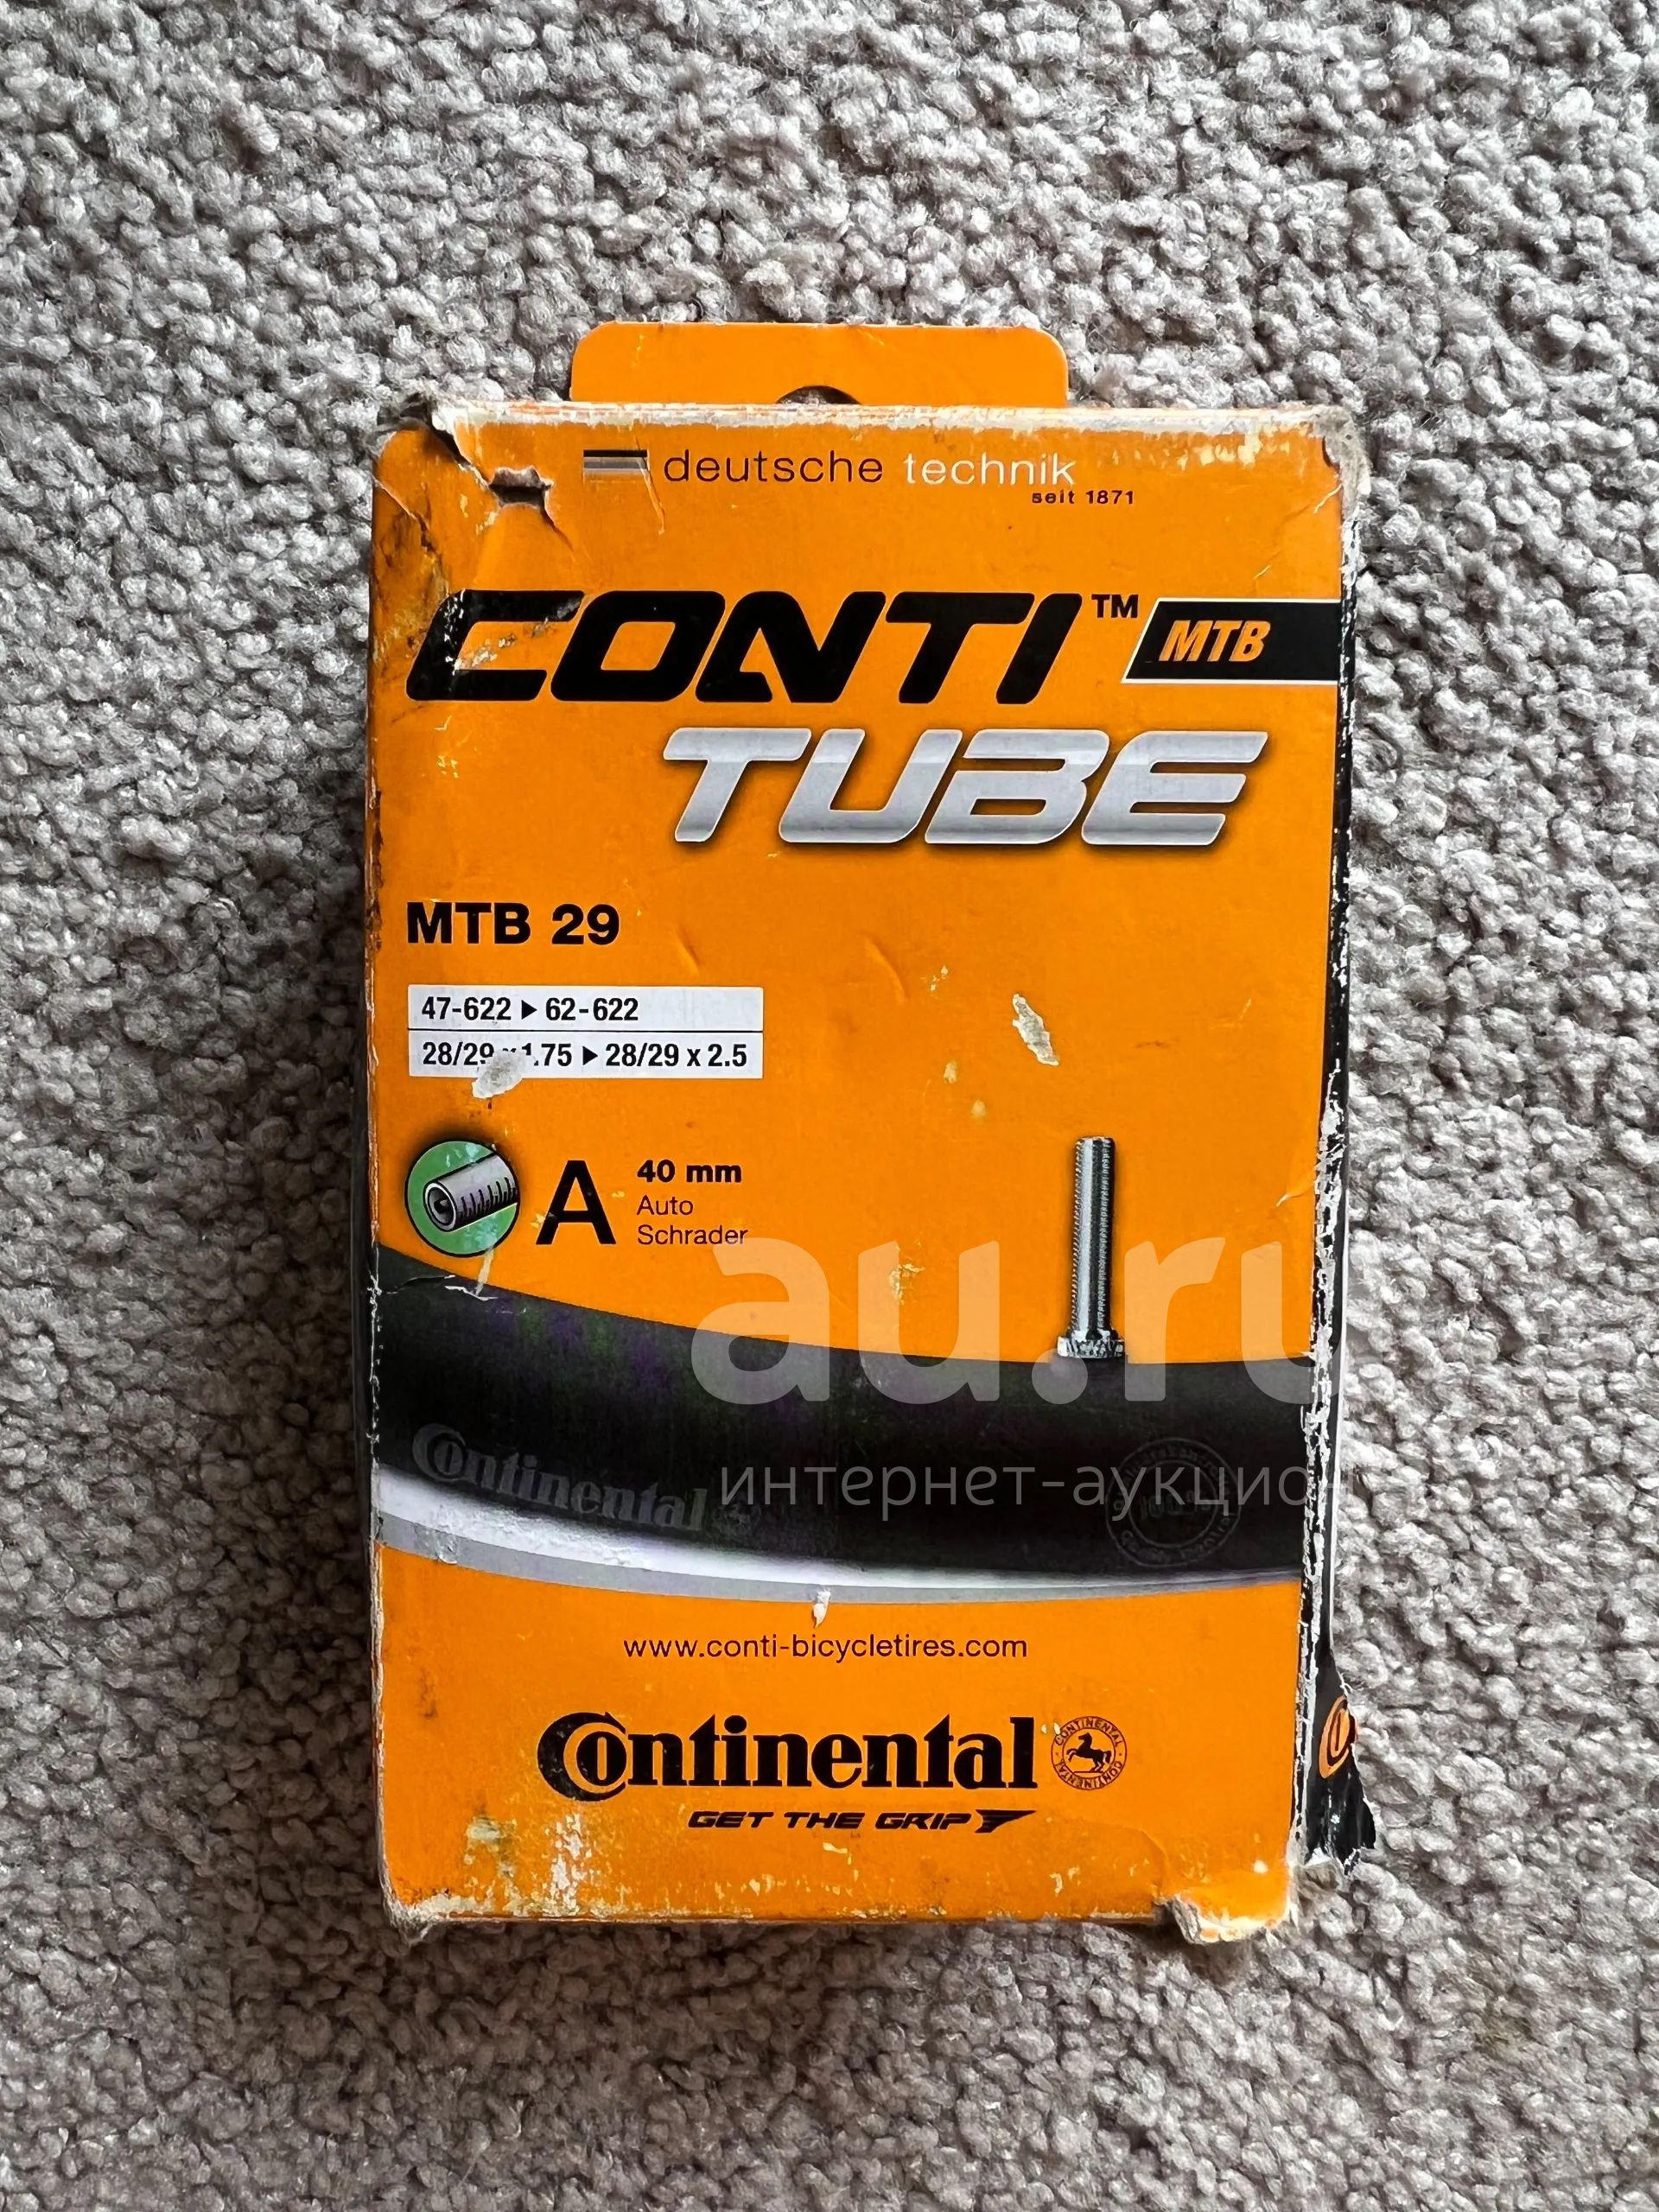 deutsche technik
seit 1871
CONTI™ MTB
TUBE
MTB 29
47-622 ▶ 62-622
28/29 x 1.75 ▶ 28/29 x 2.5
A
40 mm
Auto
Schrader
au.ru
Continental
интернет-аукцион
www.conti-bicycletires.com
Continental
CONTINENTAL CONTINENTAL
GET THE GRIP